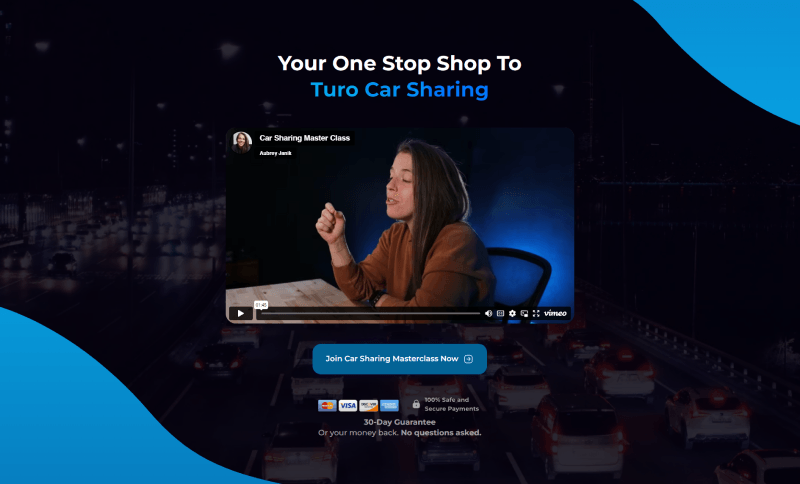 Your One Stop Shop To
Turo Car Sharing
Car Sharing Master Class
Aubrey Janik
01:45
vimeo
Join Car Sharing Masterclass Now
VISA
DISCOVER
100% Safe and
Secure Payments
30-Day Guarantee
Or your money back. No questions asked.